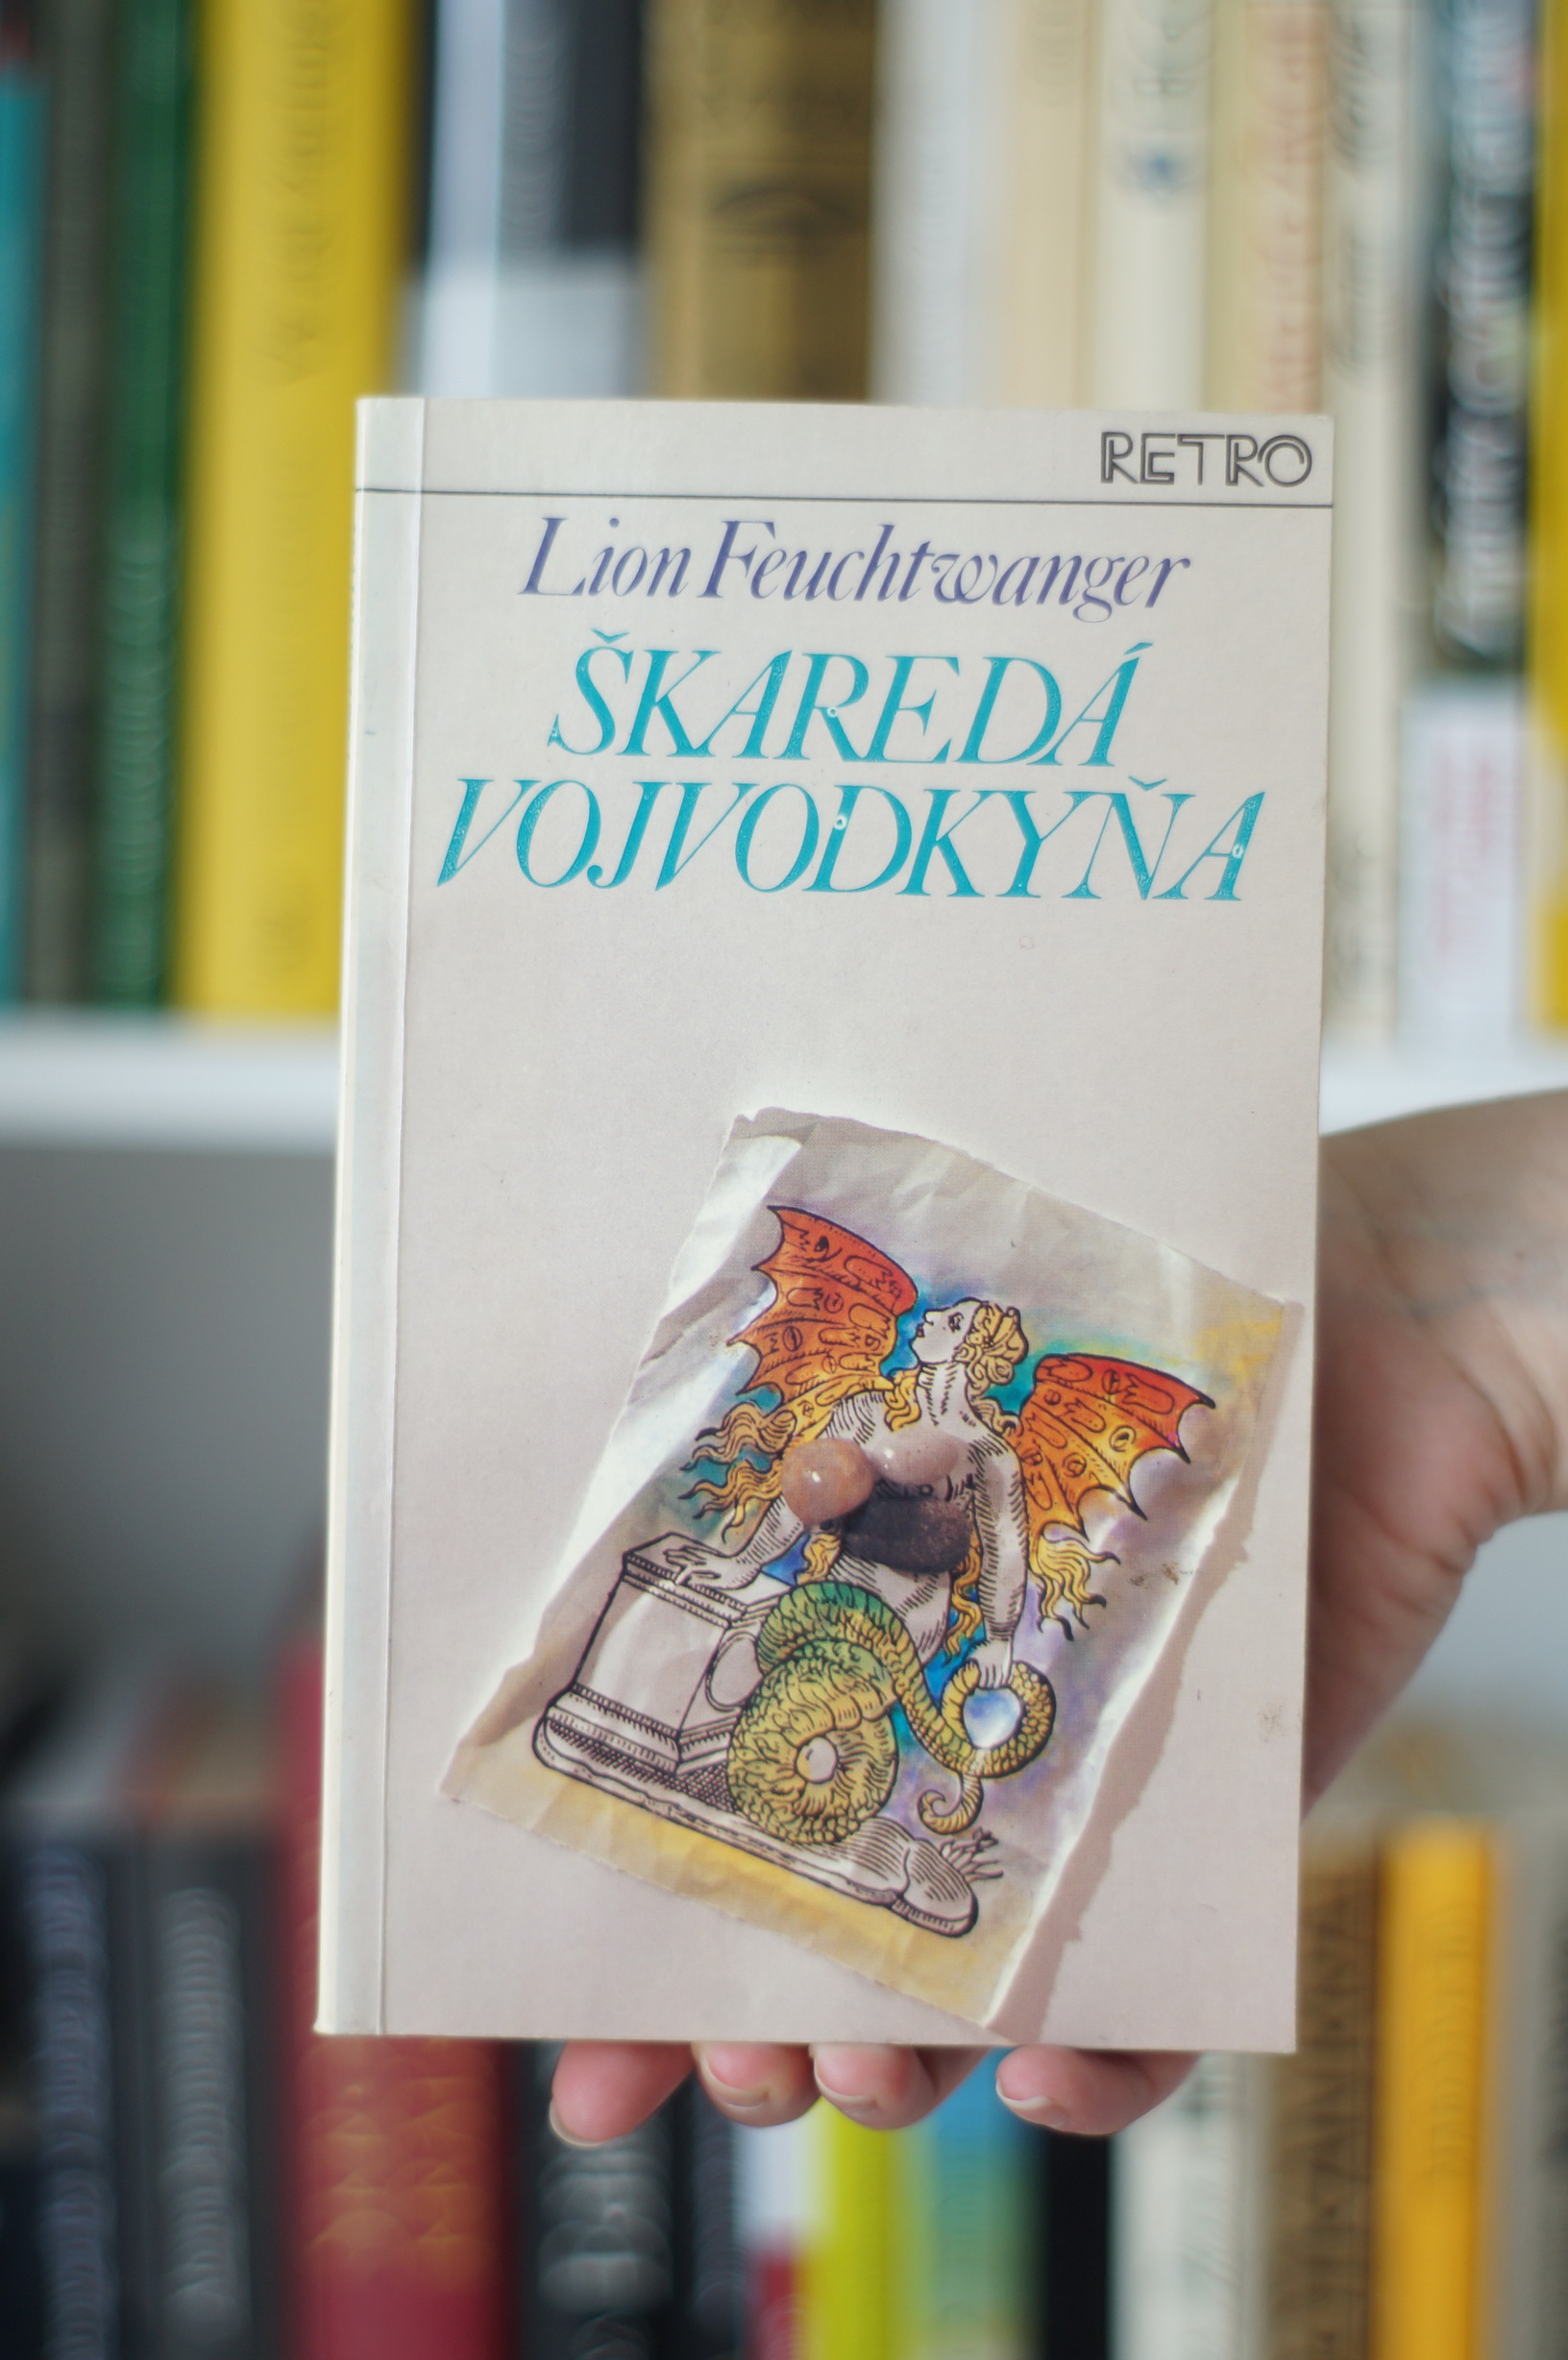 RETRO
Lion Feuchtwanger
ŠKAREDÁ
VOJVODKYŇA